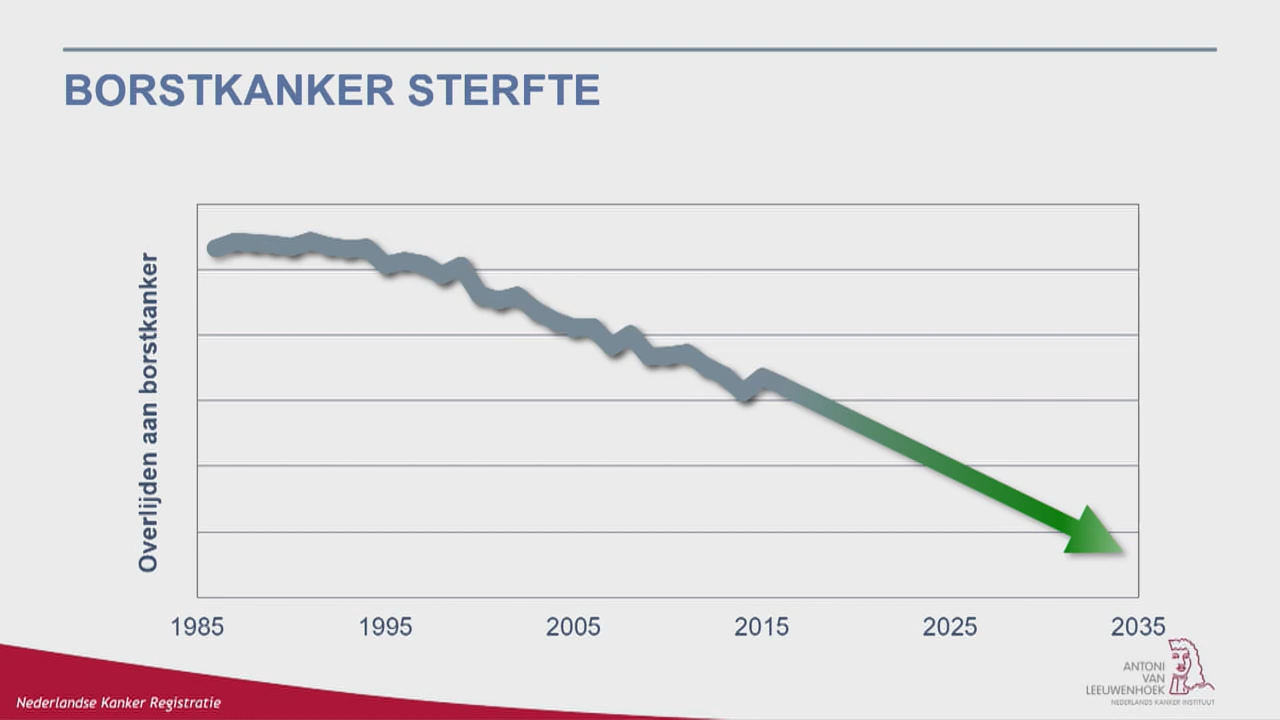 BORSTKANKER STERFTE
Overlijden aan borstkanker
1985 1995 2005 2015 2025 2035
ANTONI
VAN
LEEUWENHOEK
NEDERLANDS KANKER INSTITUUT
Nederlandse Kanker Registratie